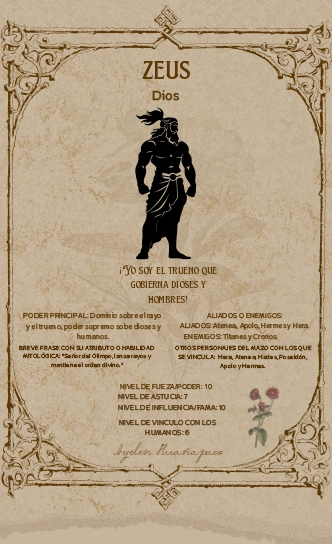 ZEUS
Dios
¡YO SOY EL TRUENO QUE
GOBIERNA DIOSES Y
HOMBRES!
PODER PRINCIPAL: Dominio sobre el rayo
y el trueno, poder supremo sobe dioses y
humanos.
BREVE FRASE CON SU ATRIBUTO O HABILIDAD
MITOLÓGICA: "Señor del Olimpo, lanza rayos y
mantiene el orden divino."
ALIADOS O ENEMIGOS:
ALIADOS: Atenea, Apolo, Hermes y Hera.
ENEMIGOS: Titanes y Cronos.
OTROS PERSONAJES DEL MAZO CON LOS QUE
SE VINCULA: Hera, Atenea, Hades, Poseidón,
Apolo y Hermes.
NIVEL DE FUEZA/PODER: 10
NIVEL DE ASTUCIA: 7
NIVEL DE INFLUENCIA/FAMA: 10
NIVEL DE VINCULO CON LOS
HUMANOS: 6
Ayelén